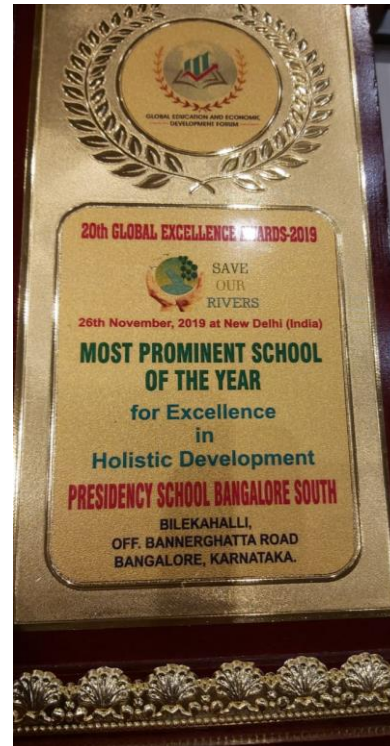 GLOBAL EDUCATION AND ECONOMIC
DEVELOPMENT FORUM
20th GLOBAL EXCELLENCE AWARDS-2019
SAVE
OUR
RIVERS
26th November, 2019 at New Delhi (India)
MOST PROMINENT SCHOOL
OF THE YEAR
for Excellence
in
Holistic Development
PRESIDENCY SCHOOL BANGALORE SOUTH
BILEKAHALLI,
OFF. BANNERGHATTA ROAD
BANGALORE, KARNATAKA.